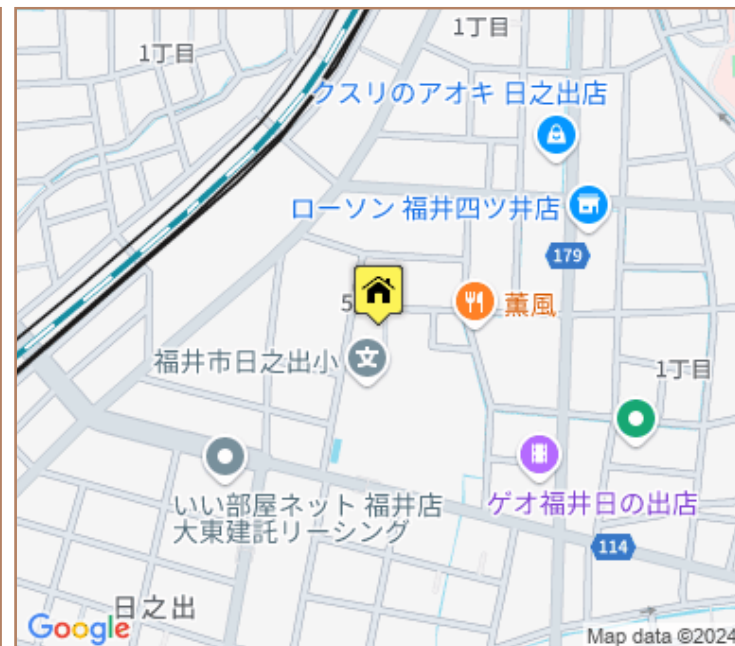 1丁目
1丁目
クスリのアオキ 日之出店
ローソン 福井四ツ井店
179
5
薫風
福井市日之出小
文
1丁目
いい部屋ネット 福井店
大東建託リーシング
ゲオ福井日の出店
114
日之出
Google
Map data ©2024